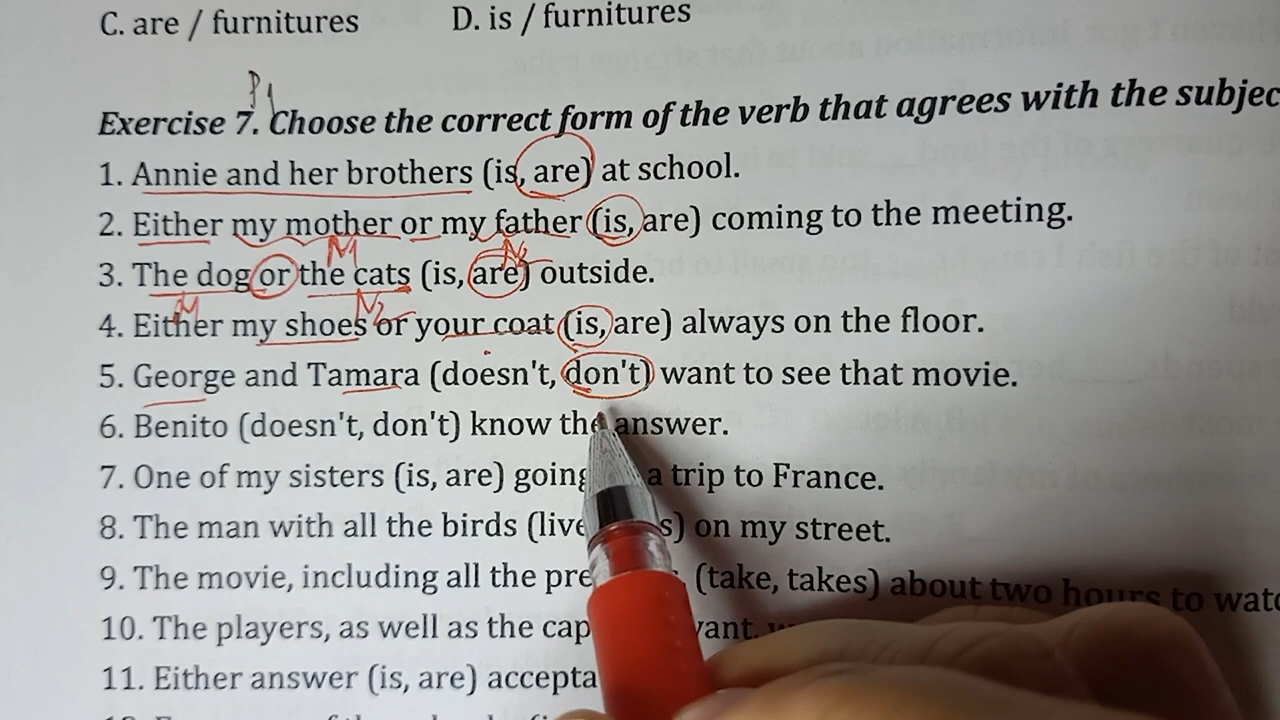 C. are / furnitures D. is / furnitures
P1
Exercise 7. Choose the correct form of the verb that agrees with the
1. Annie and her brothers (is, are) at school.
2. Either my mother or my father (is, are) coming to the meeting.
N1 N2
3. The dog or the cats (is, are) outside.
N1 N2
4. Either my shoes or your coat (is, are) always on the floor.
5. George and Tamara (doesn't, don't) want to see that movie.
6. Benito (doesn't, don't) know the answer.
7. One of my sisters (is, are) going a trip to France.
8. The man with all the birds on my street.
9. The movie, including all the (take, takes) about two hours to
10. The players, as well as the
11. Either answer (is, are)